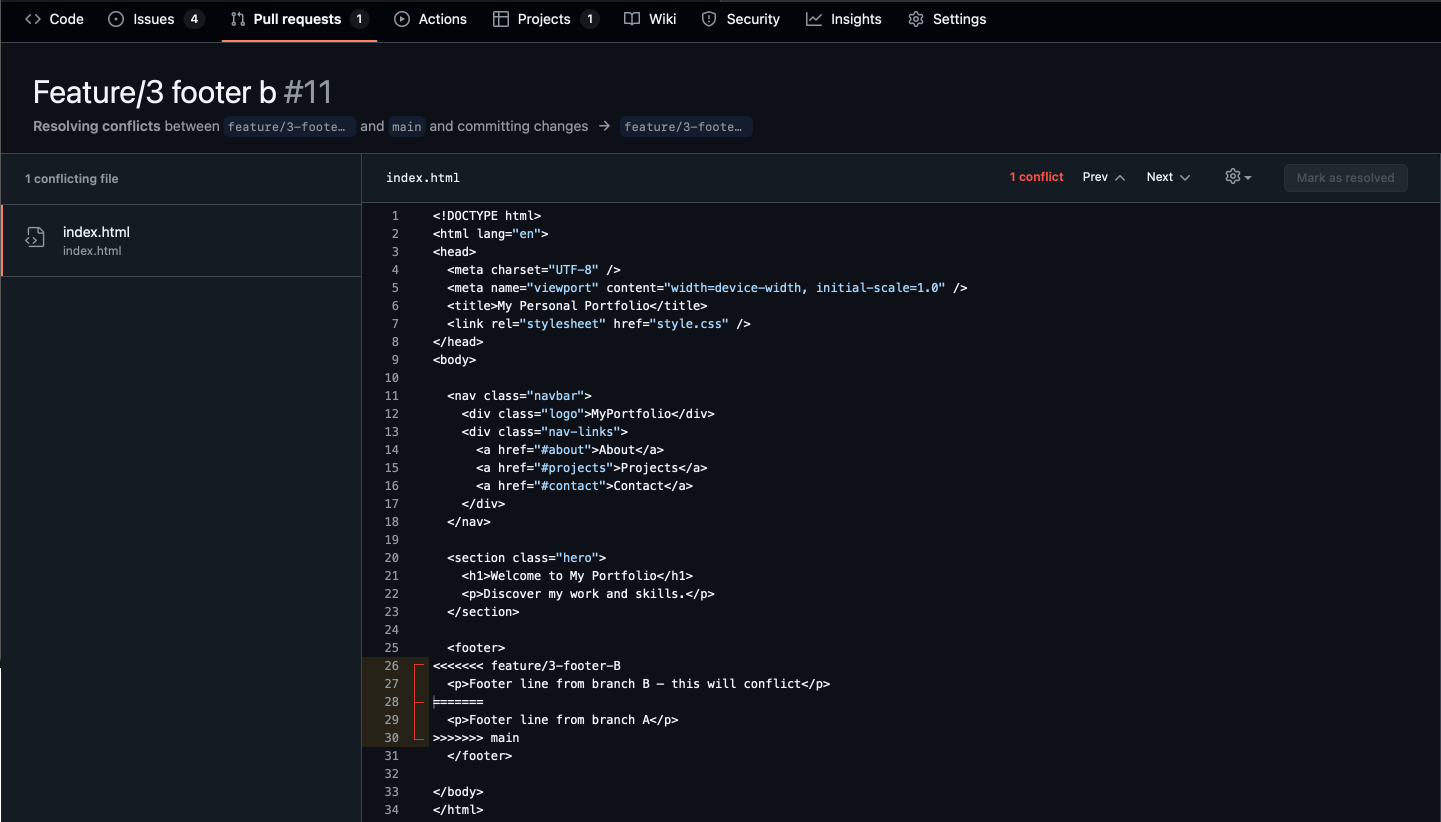 Code Issues 4 Pull requests 1 Actions Projects 1 Wiki Security Insights Settings
Feature/3 footer b #11
Resolving conflicts between feature/3-foote… and main and committing changes → feature/3-foote…
1 conflicting file
index.html
index.html
index.html 1 conflict Prev Next Mark as resolved
1 <!DOCTYPE html>
2 <html lang="en">
3 <head>
4   <meta charset="UTF-8" />
5   <meta name="viewport" content="width=device-width, initial-scale=1.0" />
6   <title>My Personal Portfolio</title>
7   <link rel="stylesheet" href="style.css" />
8 </head>
9 <body>
10
11   <nav class="navbar">
12     <div class="logo">MyPortfolio</div>
13     <div class="nav-links">
14       <a href="#about">About</a>
15       <a href="#projects">Projects</a>
16       <a href="#contact">Contact</a>
17     </div>
18   </nav>
19
20   <section class="hero">
21     <h1>Welcome to My Portfolio</h1>
22     <p>Discover my work and skills.</p>
23   </section>
24
25   <footer>
26 <<<<<<< feature/3-footer-B
27   <p>Footer line from branch B — this will conflict</p>
28 =======
29   <p>Footer line from branch A</p>
30 >>>>>>> main
31   </footer>
32
33 </body>
34 </html>